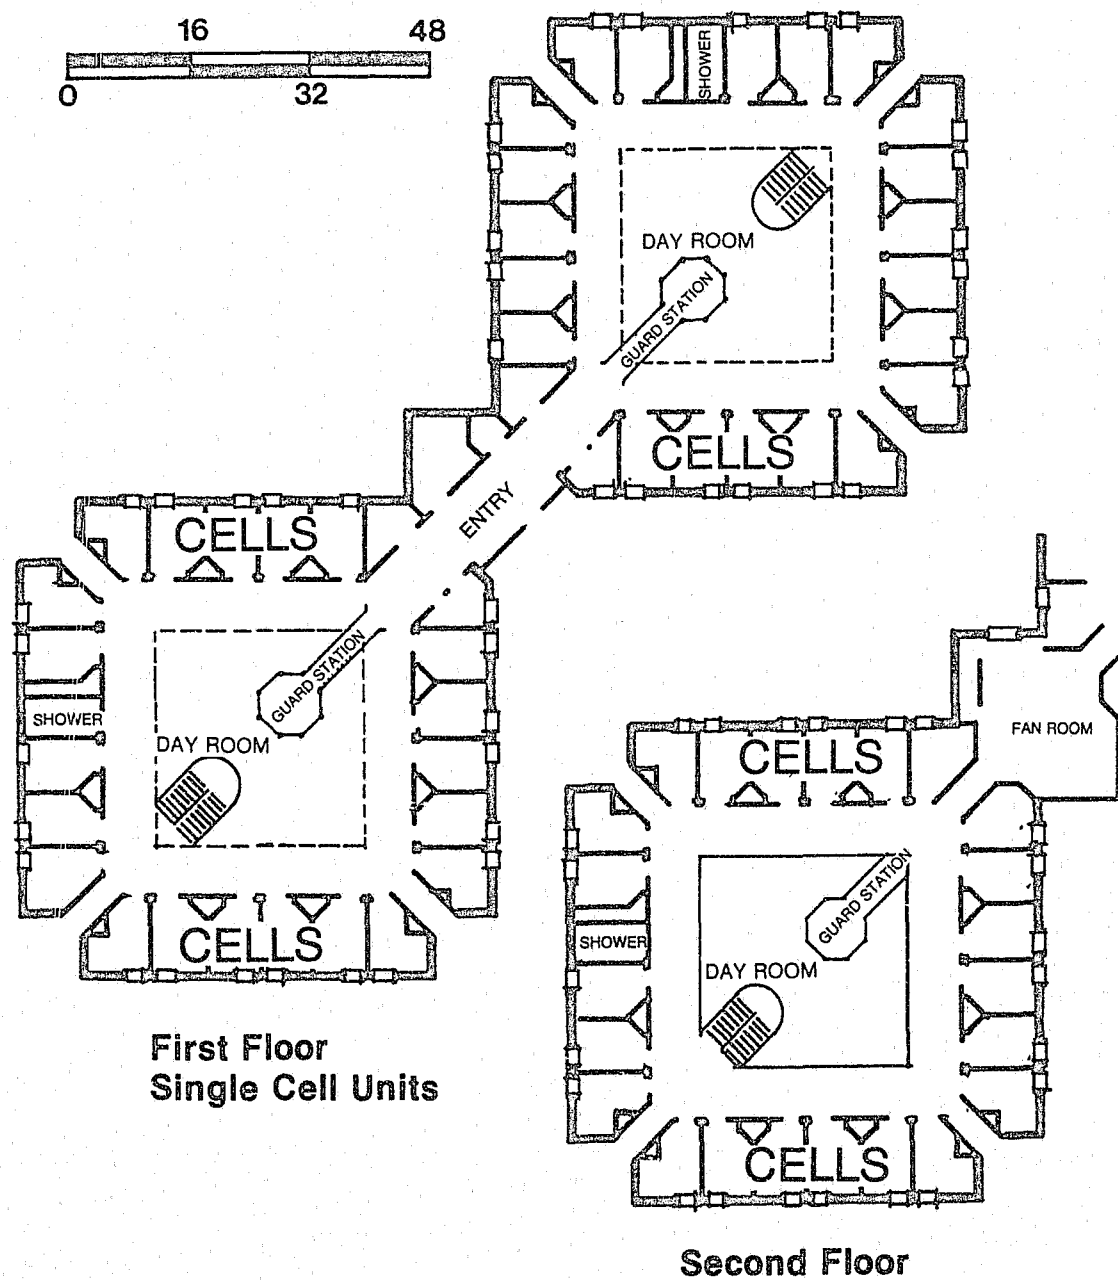 16
48
0
32
SHOWER
DAY ROOM
GUARD STATION
CELLS
ENTRY
CELLS
GUARD STATION
SHOWER
DAY ROOM
CELLS
First Floor
Single Cell Units
FAN ROOM
CELLS
GUARD STATION
SHOWER
DAY ROOM
CELLS
Second Floor